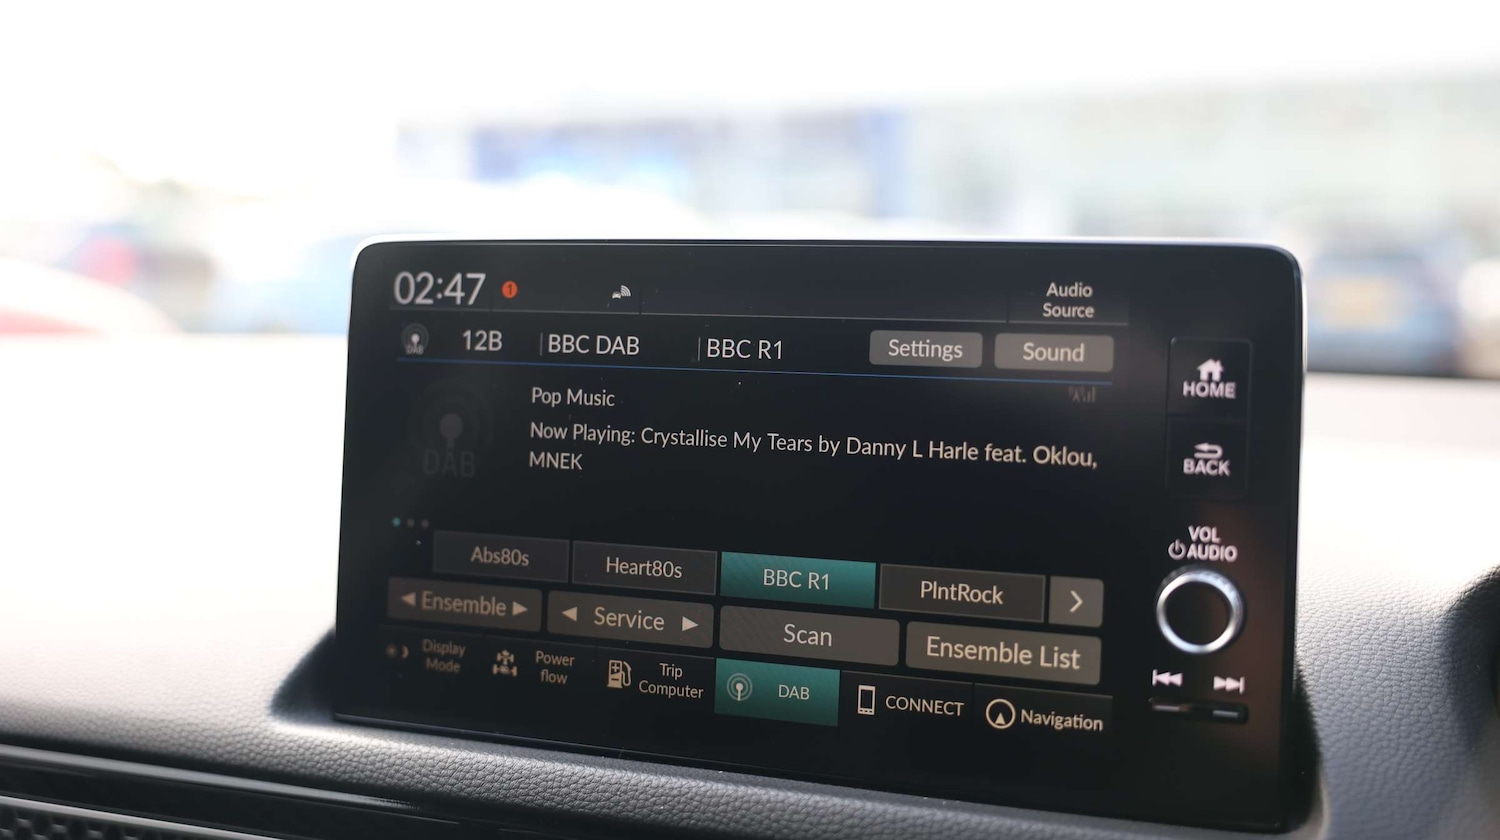 02:47
1
Audio
Source
DAB
12B
BBC DAB
BBC R1
Settings
Sound
HOME
Pop Music
Now Playing: Crystallise My Tears by Danny L Harle feat. Oklou,
MNEK
DAB
BACK
VOL
AUDIO
Abs80s
Heart80s
BBC R1
PlntRock
Ensemble
Service
Scan
Ensemble List
Display
Mode
Power
flow
Trip
Computer
DAB
CONNECT
Navigation